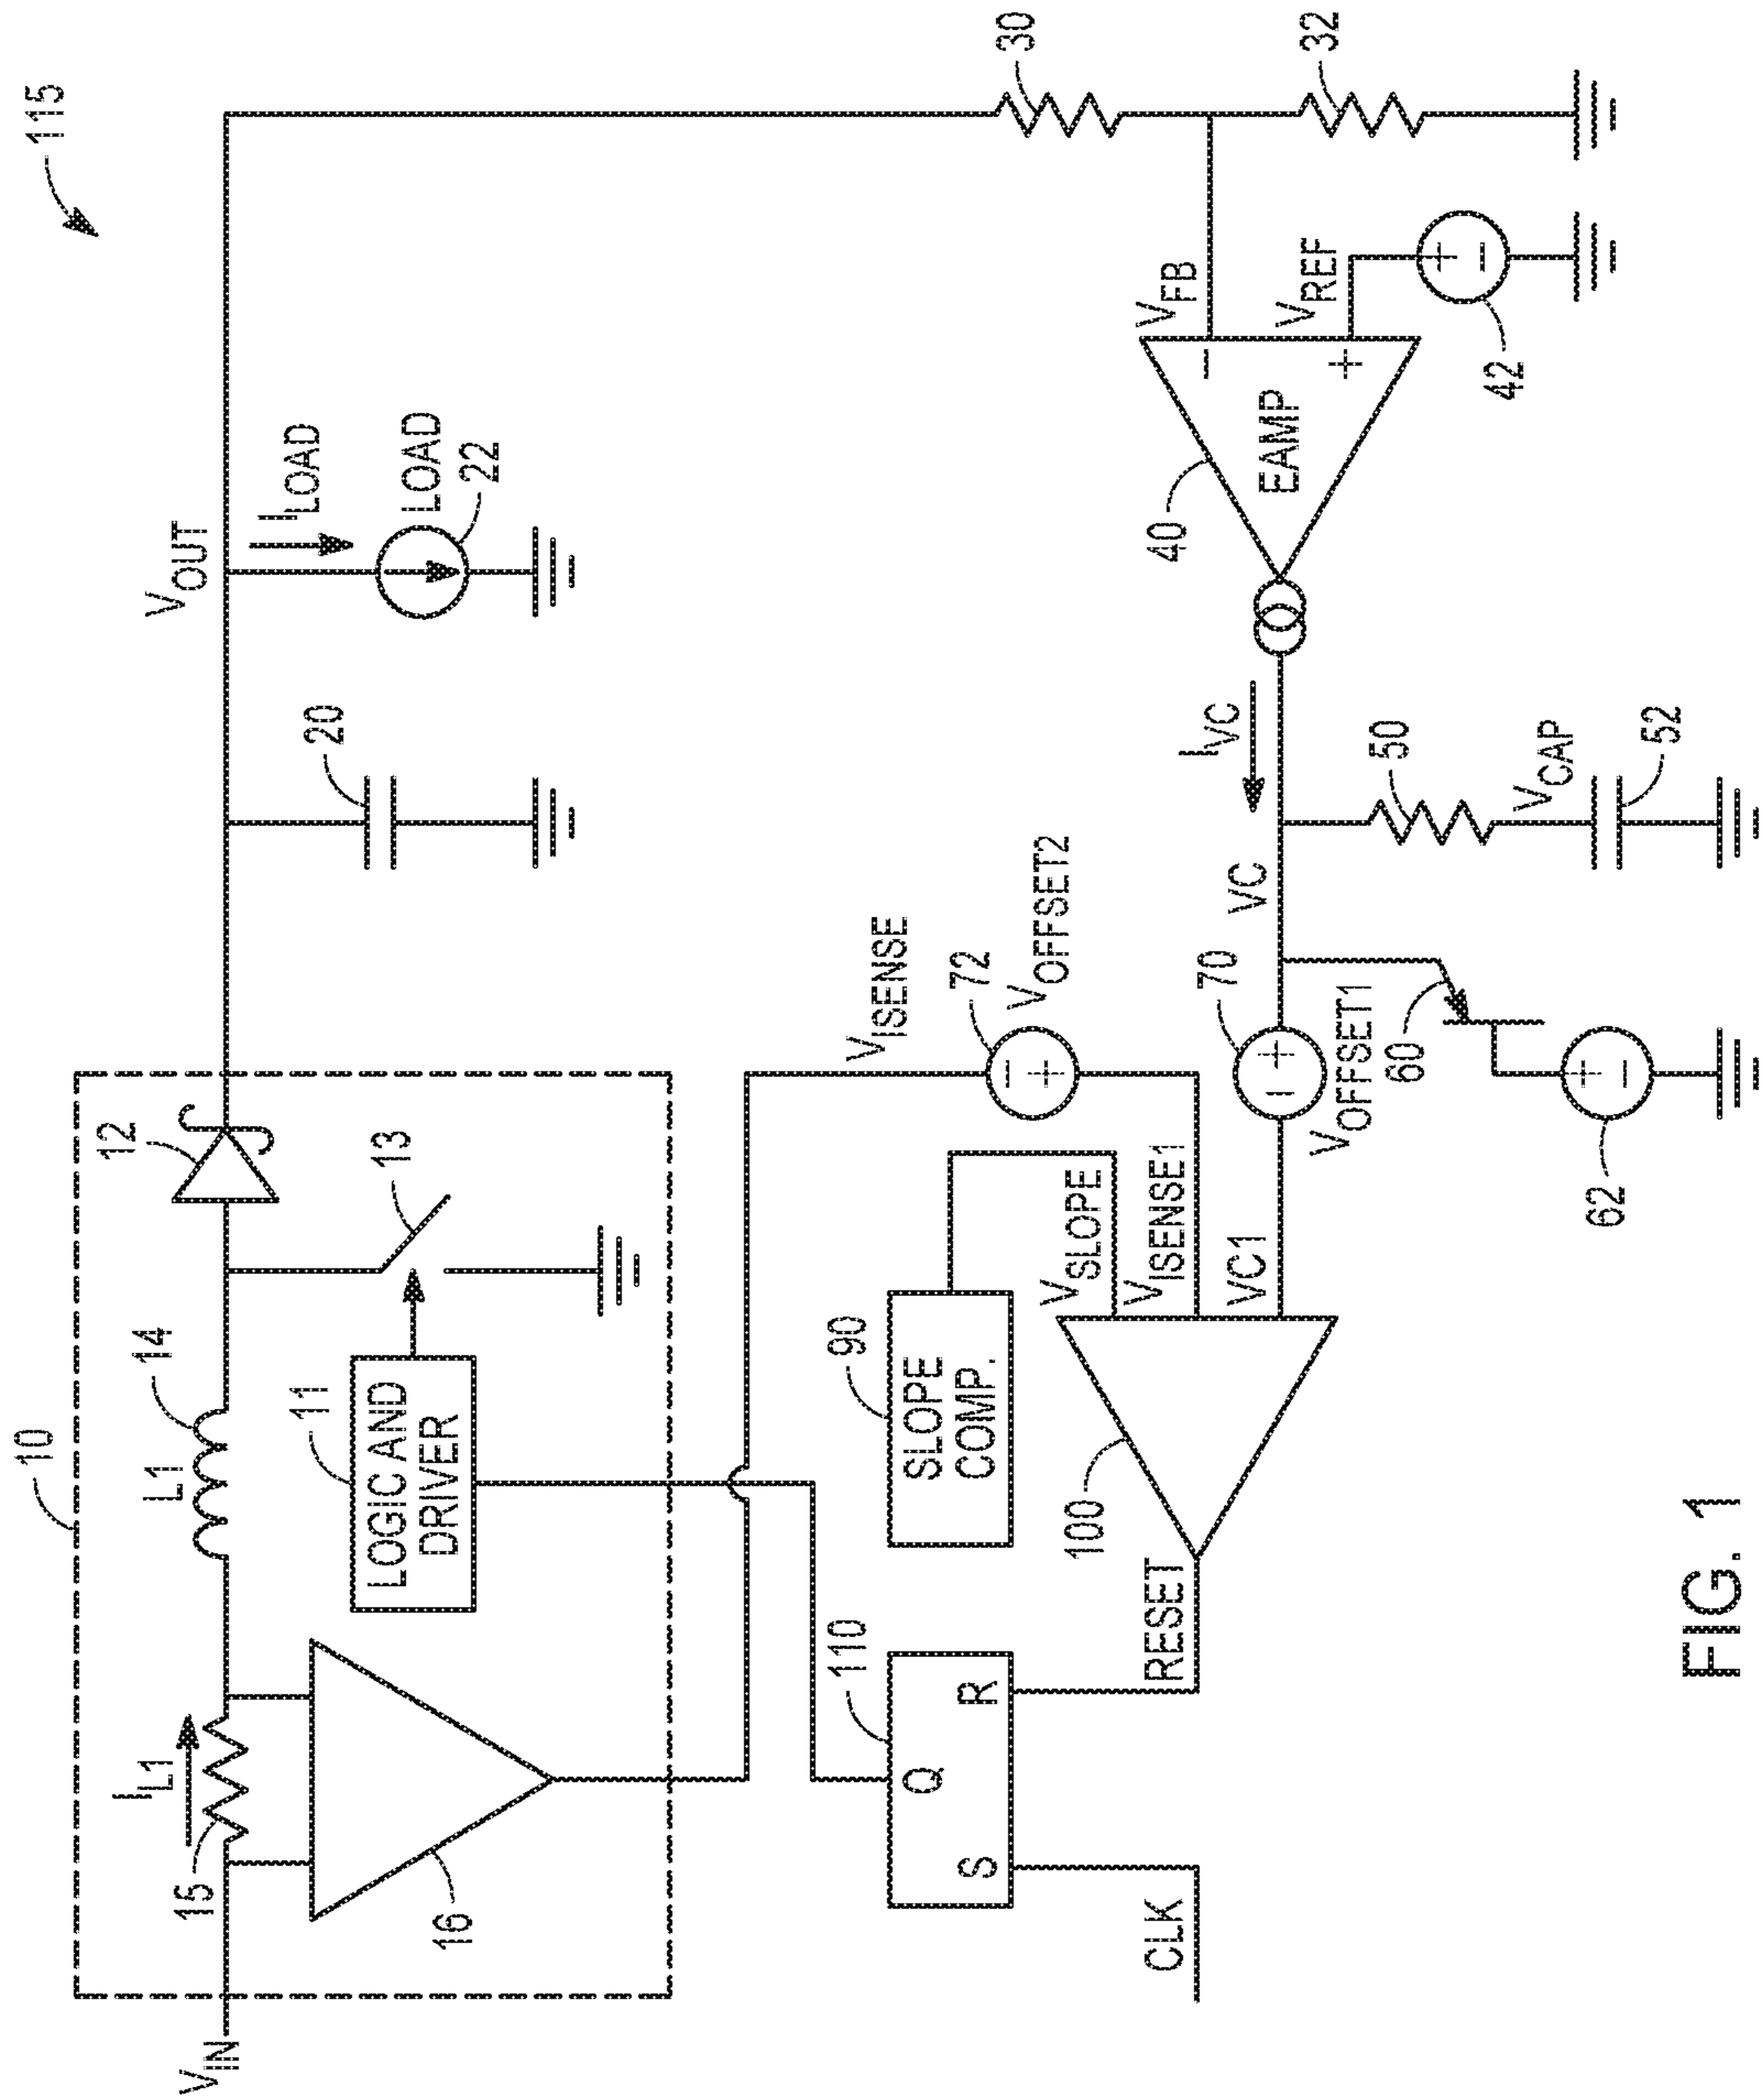 115
10
VIN
15
IL1
16
L1
14
LOGIC AND
DRIVER
11
12
13
20
VOUT
ILOAD
LOAD
22
30
32
VFB
VREF
42
EAMP
40
IVC
50
VCAP
52
VC
VISENSE
72
VOFFSET2
70
VOFFSET1
60
62
SLOPE
COMP.
90
VSLOPE
VISENSE1
VC1
100
RESET
110
Q
S
R
CLK
FIG. 1